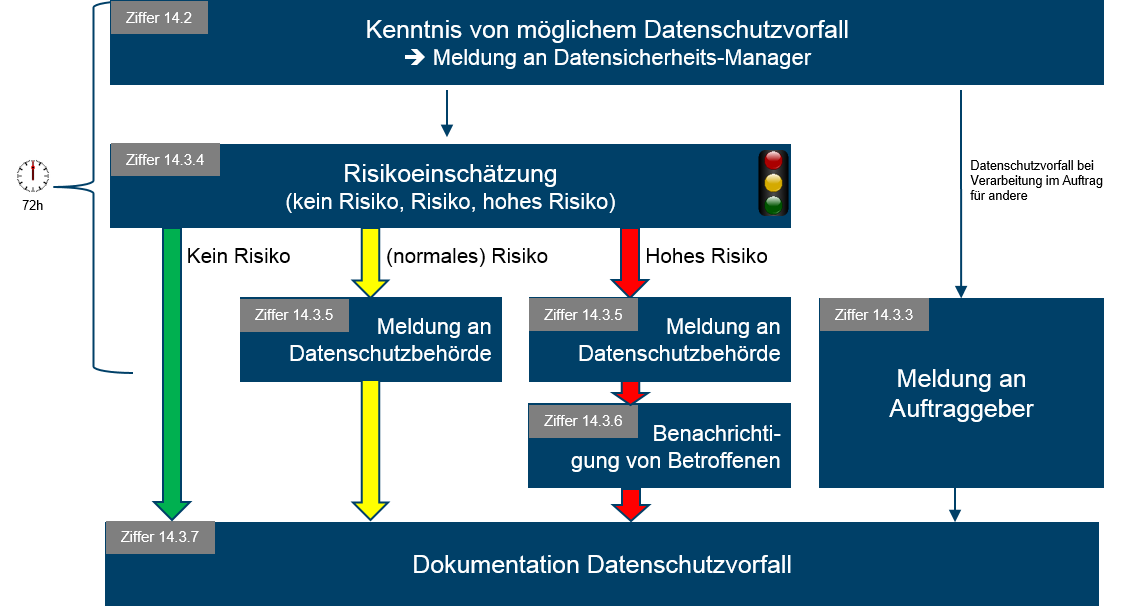 Ziffer 14.2
Kenntnis von möglichem Datenschutzvorfall
➔ Meldung an Datensicherheits-Manager
72h
Ziffer 14.3.4
Risikoeinschätzung
(kein Risiko, Risiko, hohes Risiko)
Datenschutzvorfall bei
Verarbeitung im Auftrag
für andere
Kein Risiko
(normales) Risiko
Hohes Risiko
Ziffer 14.3.5
Meldung an
Datenschutzbehörde
Ziffer 14.3.5
Meldung an
Datenschutzbehörde
Ziffer 14.3.3
Meldung an
Auftraggeber
Ziffer 14.3.6
Benachrichti-
gung von Betroffenen
Ziffer 14.3.7
Dokumentation Datenschutzvorfall